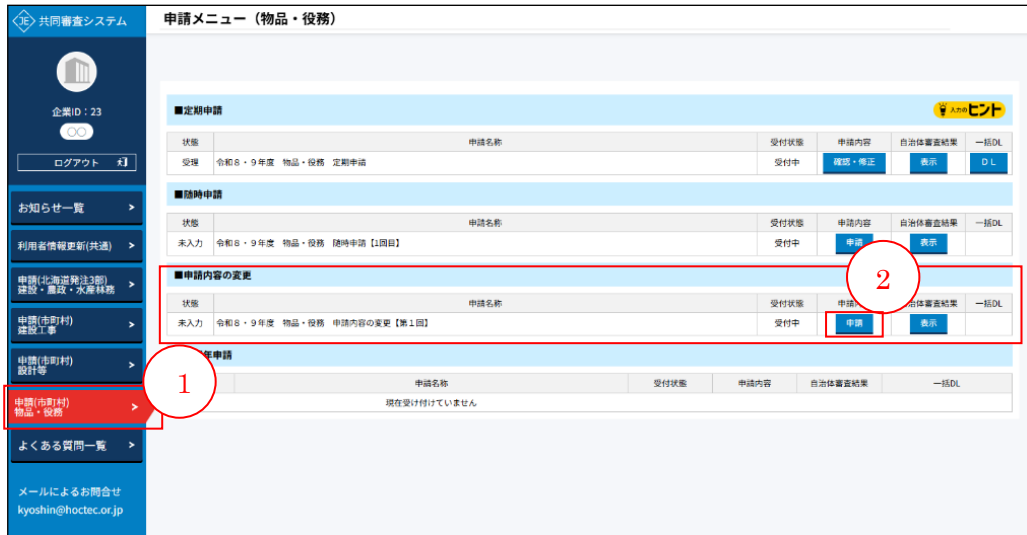 JE 共同審査システム
申請メニュー（物品・役務）
企業ID：23
○○
ログアウト
お知らせ一覧 >
利用者情報更新(共通) >
申請(北海道発注3部)
建設・農政・水産林務 >
申請(市町村)
建設工事 >
申請(市町村)
設計等 >
申請(市町村)
物品・役務 >
よくある質問一覧 >
メールによるお問合せ
kyoshin@hoctec.or.jp
1
■定期申請 入力のヒント
状態 申請名称 受付状態 申請内容 自治体審査結果 一括DL
受理 令和８・９年度 物品・役務 定期申請 受付中 確認・修正 表示 ＤＬ
■随時申請
状態 申請名称 受付状態 申請内容 自治体審査結果 一括DL
未入力 令和８・９年度 物品・役務 随時申請【1回目】 受付中 申請 表示
■申請内容の変更
2
状態 申請名称 受付状態 申請 自治体審査結果 一括DL
未入力 令和８・９年度 物品・役務 申請内容の変更【第１回】 受付中 申請 表示
年申請
申請名称 受付状態 申請内容 自治体審査結果 一括DL
現在受け付けていません